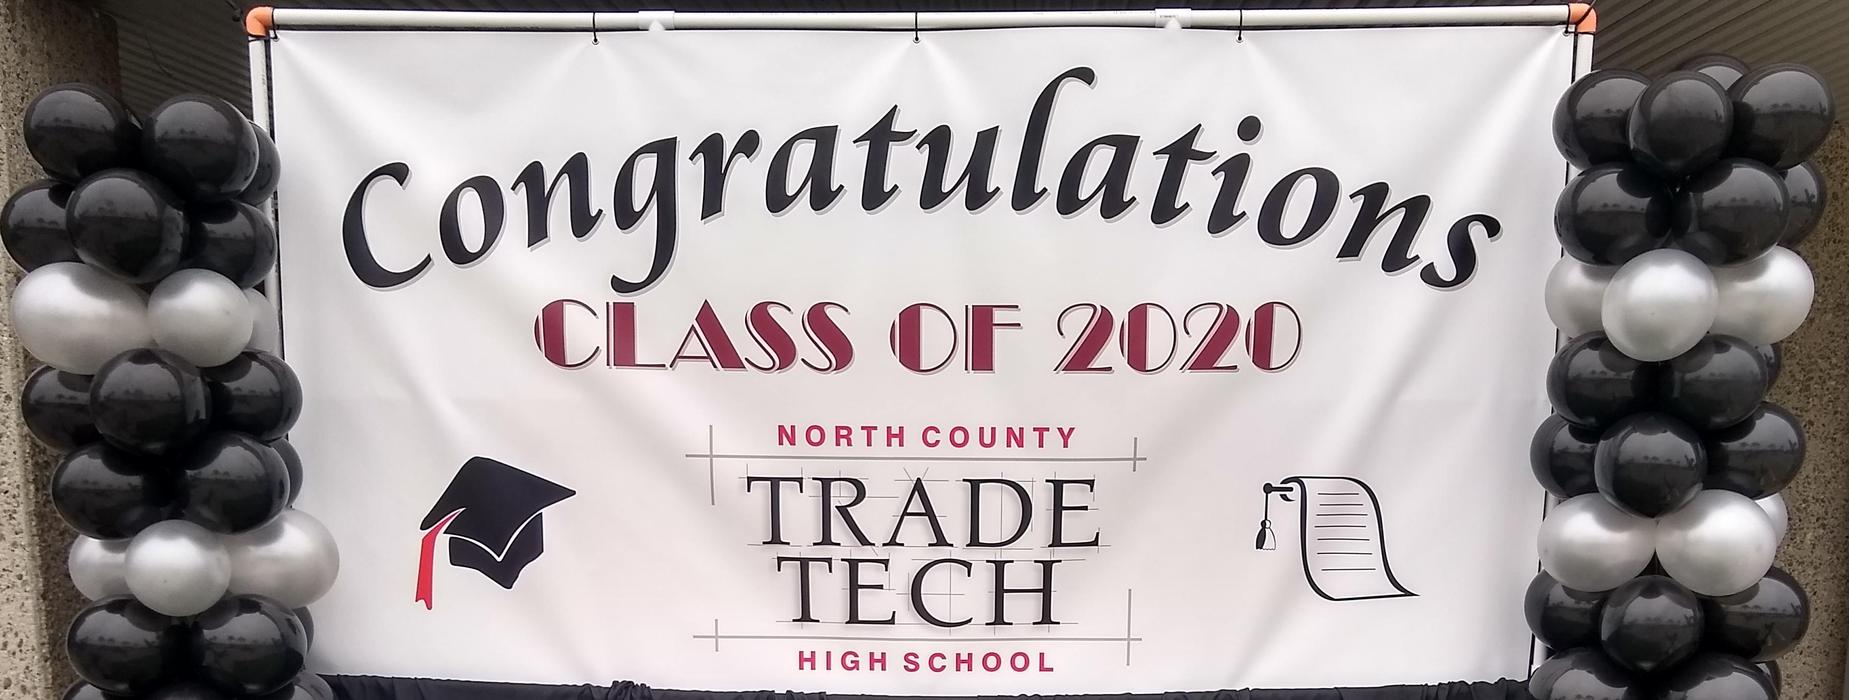 Congratulations
CLASS OF 2020
NORTH COUNTY
TRADE
TECH
HIGH SCHOOL